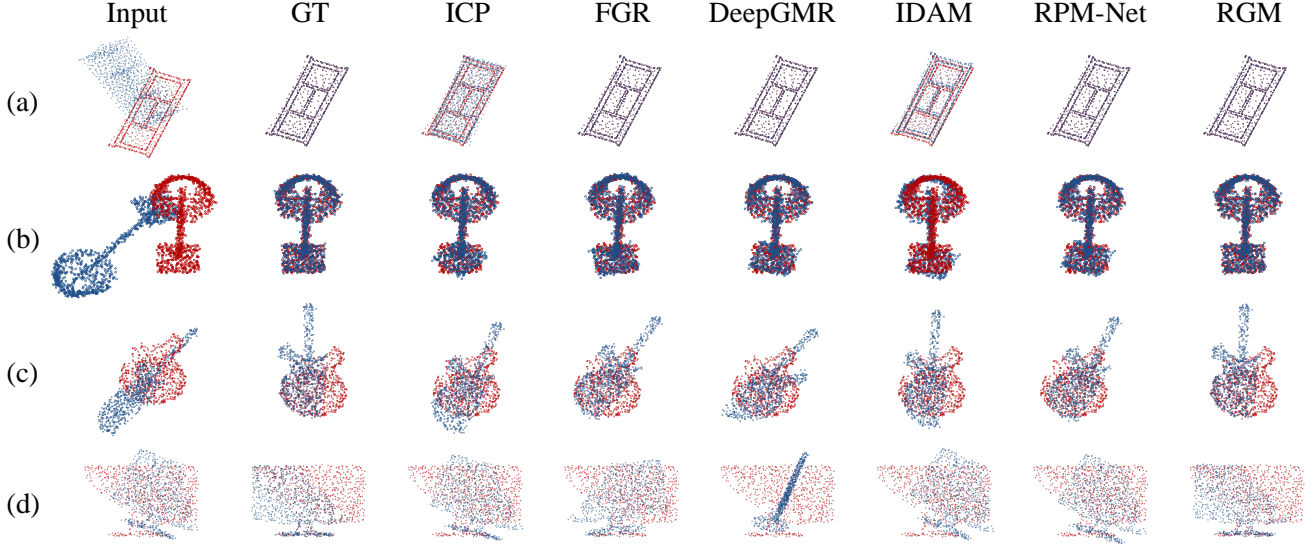 Input GT ICP FGR DeepGMR IDAM RPM-Net RGM
(a)
(b)
(c)
(d)